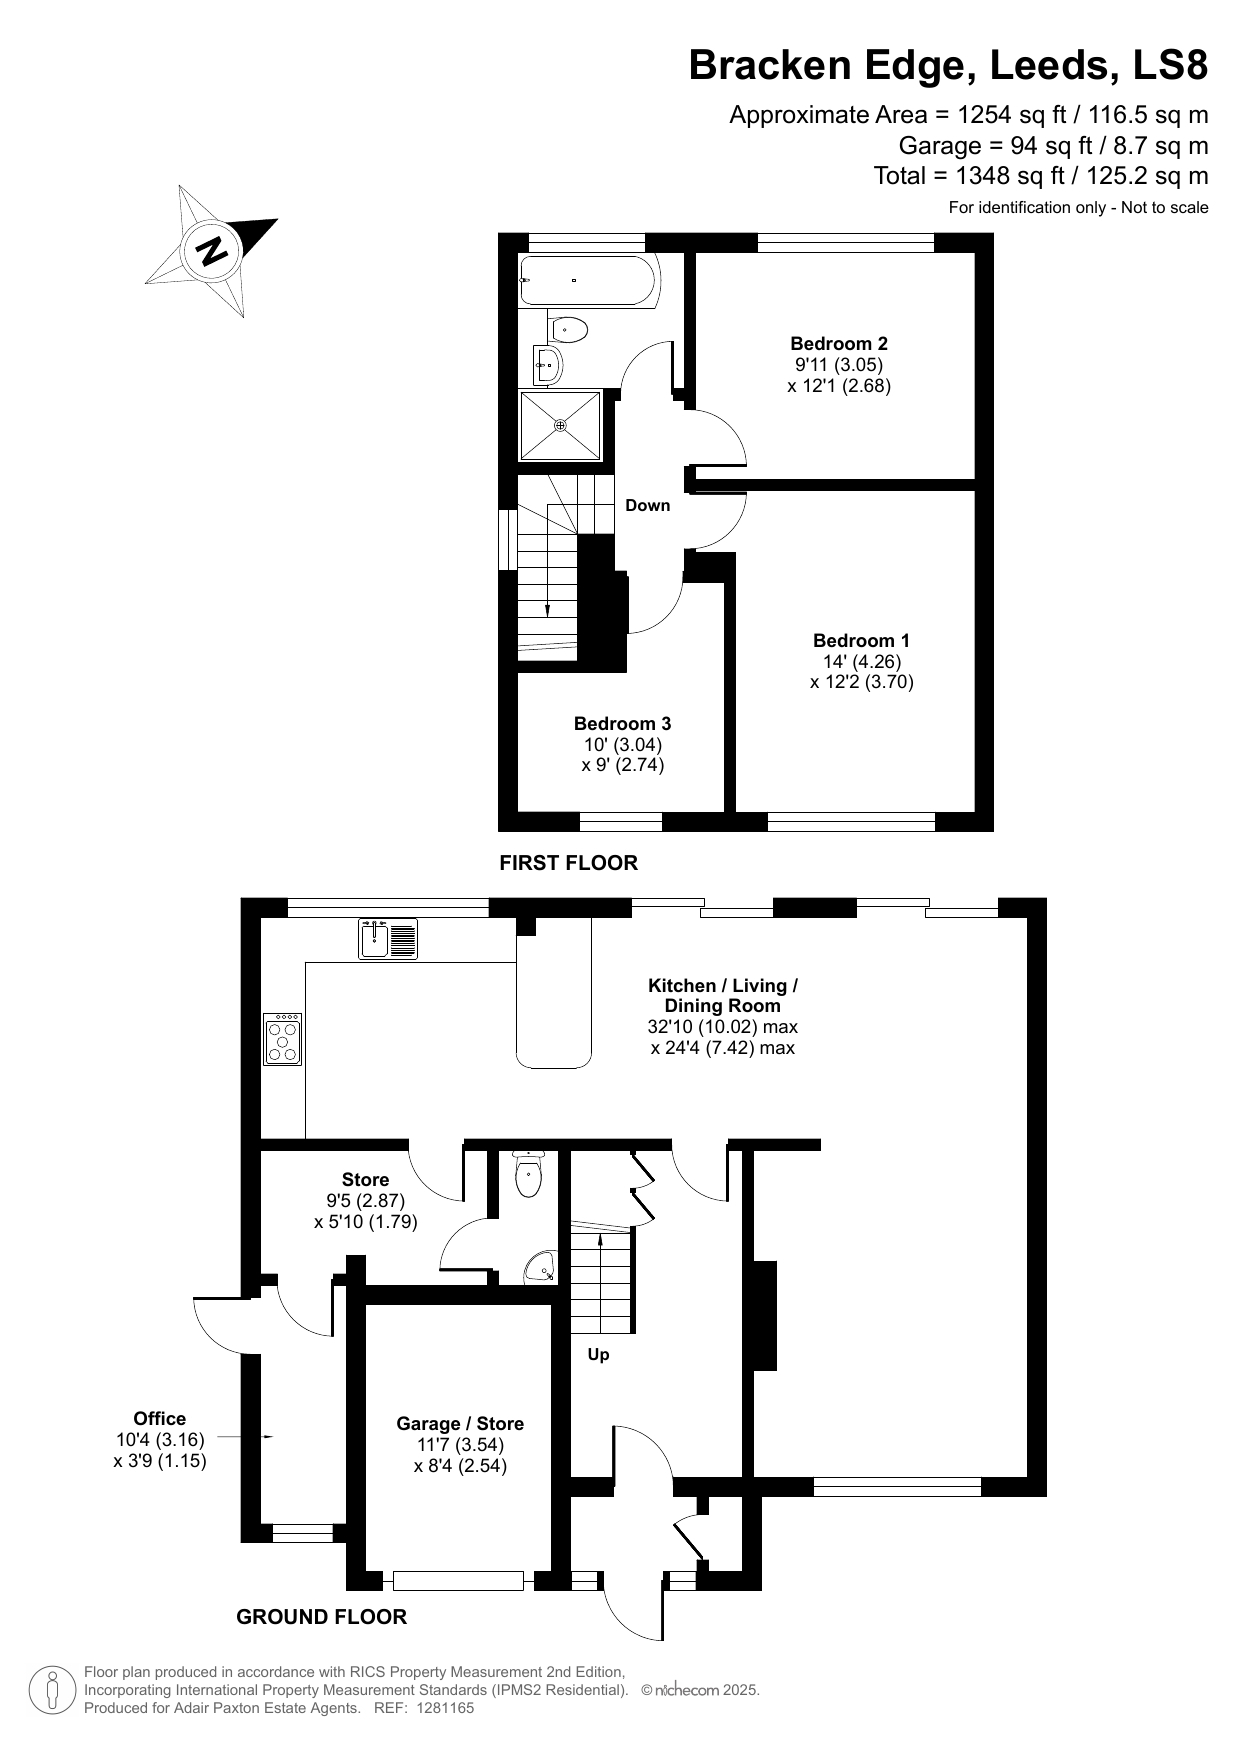 Bracken Edge, Leeds, LS8
Approximate Area = 1254 sq ft / 116.5 sq m
Garage = 94 sq ft / 8.7 sq m
Total = 1348 sq ft / 125.2 sq m
For identification only - Not to scale
N
Bedroom 2
9'11 (3.05)
x 12'1 (2.68)
Down
Bedroom 1
14' (4.26)
x 12'2 (3.70)
Bedroom 3
10' (3.04)
x 9' (2.74)
FIRST FLOOR
Kitchen / Living /
Dining Room
32'10 (10.02) max
x 24'4 (7.42) max
Store
9'5 (2.87)
x 5'10 (1.79)
Up
Office
10'4 (3.16)
x 3'9 (1.15)
Garage / Store
11'7 (3.54)
x 8'4 (2.54)
GROUND FLOOR
Floor plan produced in accordance with RICS Property Measurement 2nd Edition,
Incorporating International Property Measurement Standards (IPMS2 Residential). © nichecom 2025.
Produced for Adair Paxton Estate Agents. REF: 1281165